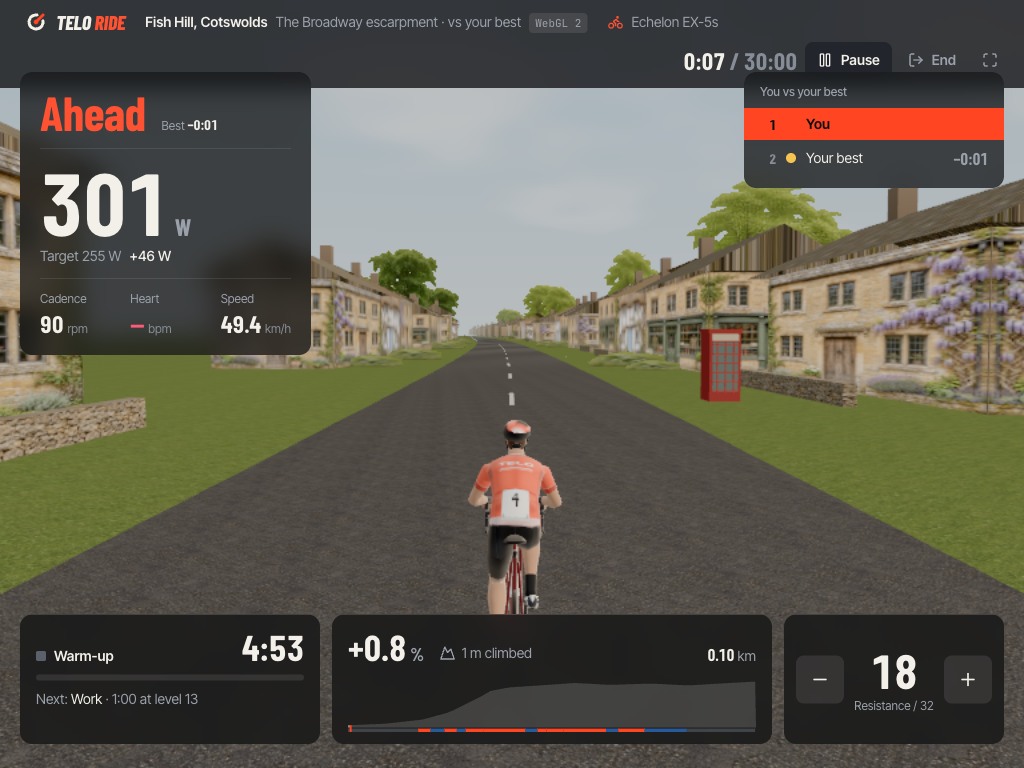 TELO RIDE Fish Hill, Cotswolds The Broadway escarpment · vs your best WebGL 2 Echelon EX-5s
0:07 / 30:00 Pause End
Ahead Best −0:01
301 W
Target 255 W +46 W
Cadence Heart Speed
90 rpm — bpm 49.4 km/h
You vs your best
1 You
2 Your best −0:01
TELO
4
Warm-up 4:53
Next: Work · 1:00 at level 13
+0.8 % 1 m climbed 0.10 km
− 18 +
Resistance / 32